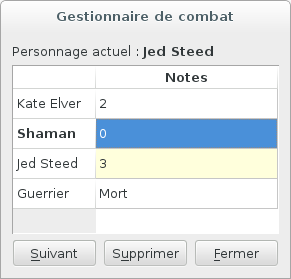 Gestionnaire de combat
Personnage actuel : Jed Steed
Notes
Kate Elver 2
Shaman 0
Jed Steed 3
Guerrier Mort
Suivant Supprimer Fermer